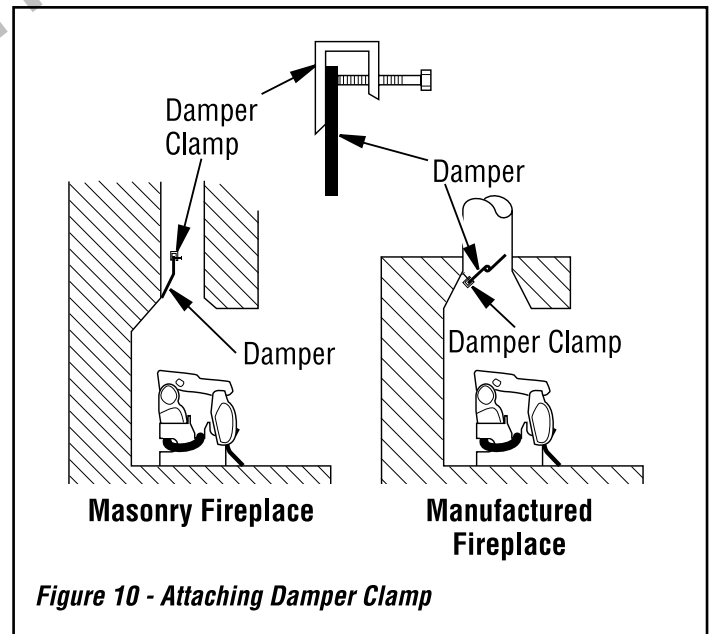 Damper
Clamp
Damper
Damper
Damper Clamp
Masonry Fireplace
Manufactured
Fireplace
Figure 10 - Attaching Damper Clamp